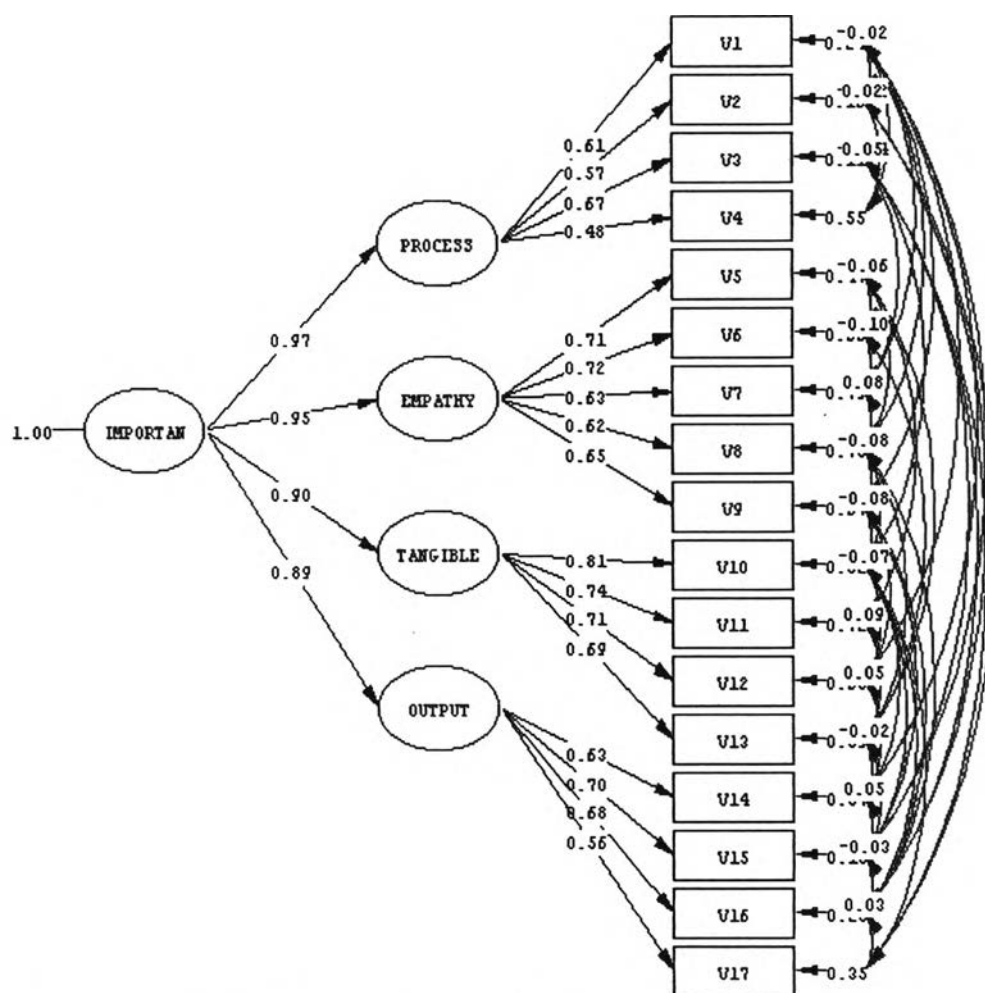 V1
-0.02
V2
-0.02
V3
-0.05
V4
0.55
0.61
0.57
0.67
0.48
PROCESS
V5
-0.06
V6
-0.10
V7
0.08
V8
-0.08
V9
-0.08
0.71
0.72
0.63
0.62
0.65
EMPATHY
0.97
0.95
0.90
0.89
1.00
IMPORTAN
TANGIBLE
0.81
0.74
0.71
0.69
V10
-0.07
V11
0.09
V12
0.05
V13
-0.02
OUTPUT
0.63
0.70
0.68
0.56
V14
0.05
V15
-0.03
V16
0.03
V17
0.35